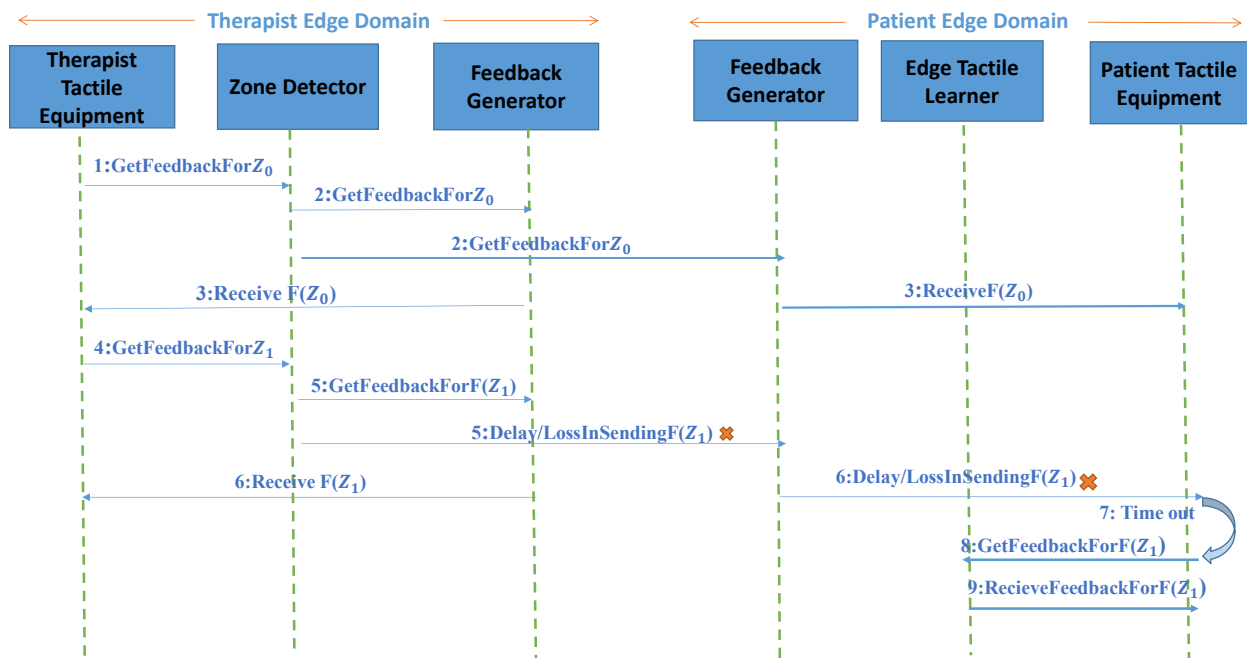 Therapist Edge Domain
Patient Edge Domain
Therapist
Tactile
Equipment
Zone Detector
Feedback
Generator
Feedback
Generator
Edge Tactile
Learner
Patient Tactile
Equipment
1:GetFeedbackForZ₀
2:GetFeedbackForZ₀
2:GetFeedbackForZ₀
3:Receive F(Z₀)
3:ReceiveF(Z₀)
4:GetFeedbackForZ₁
5:GetFeedbackForF(Z₁)
5:Delay/LossInSendingF(Z₁)
6:Receive F(Z₁)
6:Delay/LossInSendingF(Z₁)
7: Time out
8:GetFeedbackForF(Z₁)
9:RecieveFeedbackForF(Z₁)